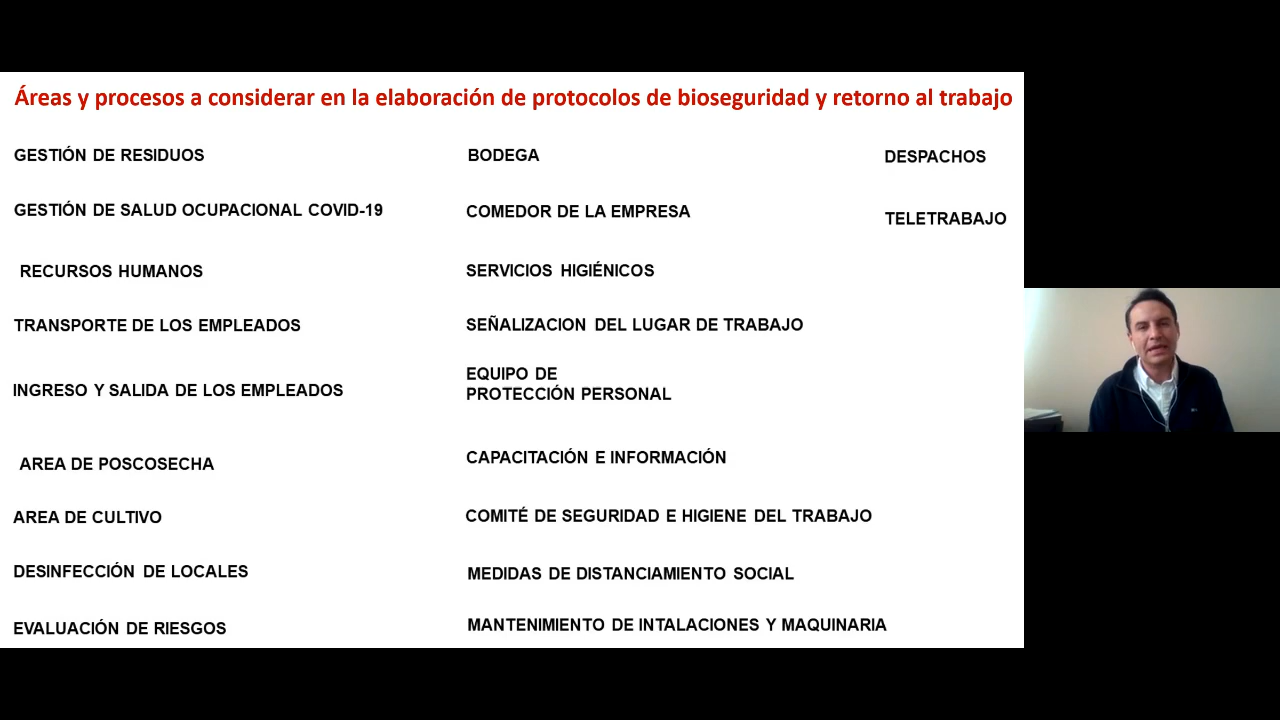 Áreas y procesos a considerar en la elaboración de protocolos de bioseguridad y retorno al trabajo
GESTIÓN DE RESIDUOS
GESTIÓN DE SALUD OCUPACIONAL COVID-19
RECURSOS HUMANOS
TRANSPORTE DE LOS EMPLEADOS
INGRESO Y SALIDA DE LOS EMPLEADOS
AREA DE POSCOSECHA
AREA DE CULTIVO
DESINFECCIÓN DE LOCALES
EVALUACIÓN DE RIESGOS
BODEGA
COMEDOR DE LA EMPRESA
SERVICIOS HIGIÉNICOS
SEÑALIZACION DEL LUGAR DE TRABAJO
EQUIPO DE
PROTECCIÓN PERSONAL
CAPACITACIÓN E INFORMACIÓN
COMITÉ DE SEGURIDAD E HIGIENE DEL TRABAJO
MEDIDAS DE DISTANCIAMIENTO SOCIAL
MANTENIMIENTO DE INTALACIONES Y MAQUINARIA
DESPACHOS
TELETRABAJO